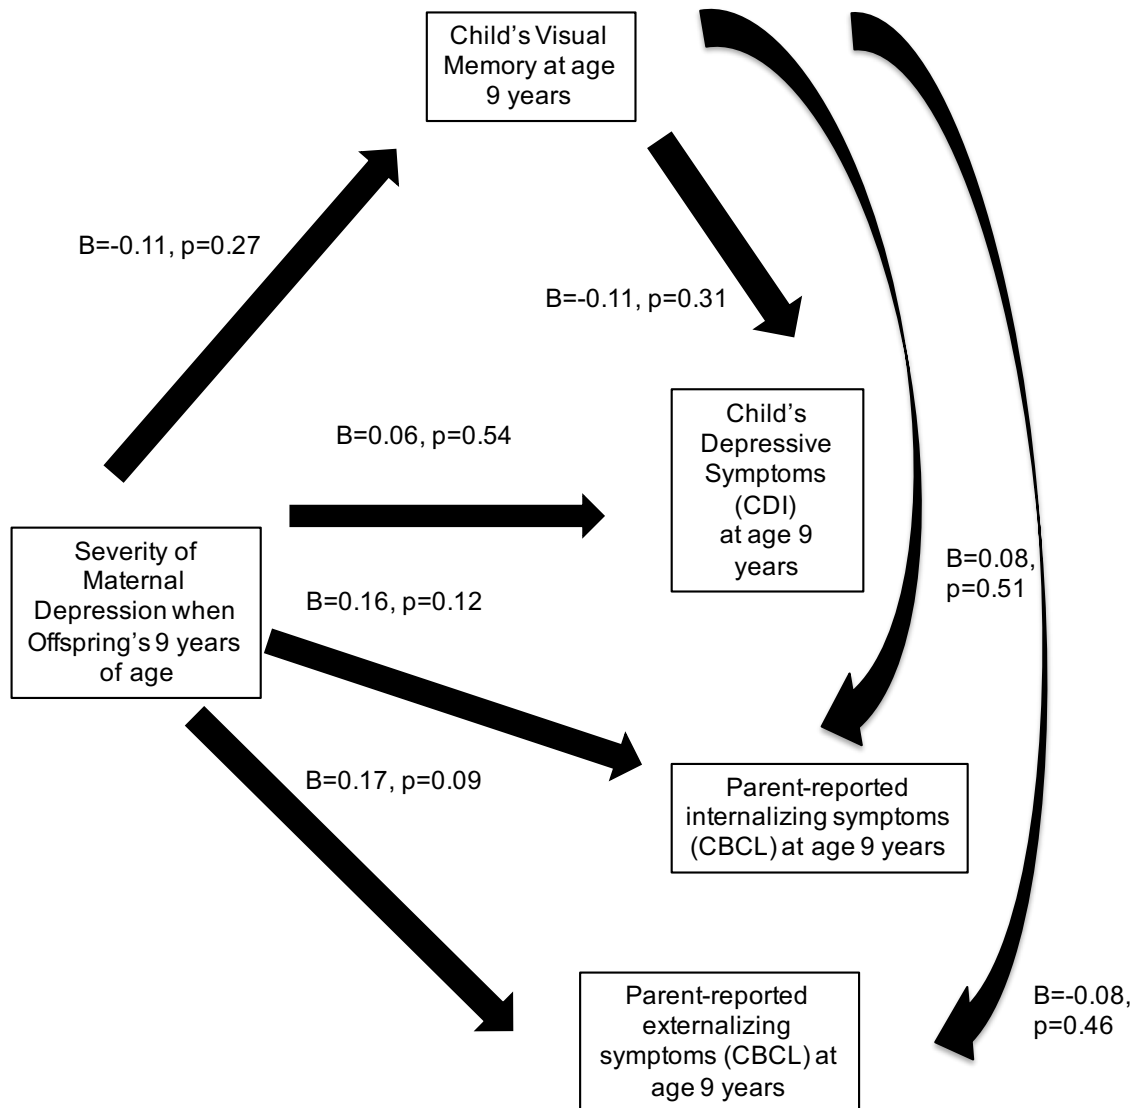 Child's Visual
Memory at age
9 years
B=-0.11, p=0.27
B=-0.11, p=0.31
Child's
Depressive
Symptoms
(CDI)
at age 9
years
B=0.06, p=0.54
Severity of
Maternal
Depression when
Offspring's 9 years
of age
B=0.16, p=0.12
B=0.08,
p=0.51
B=0.17, p=0.09
Parent-reported
internalizing symptoms
(CBCL) at age 9 years
Parent-reported
externalizing
symptoms (CBCL) at
age 9 years
B=-0.08,
p=0.46